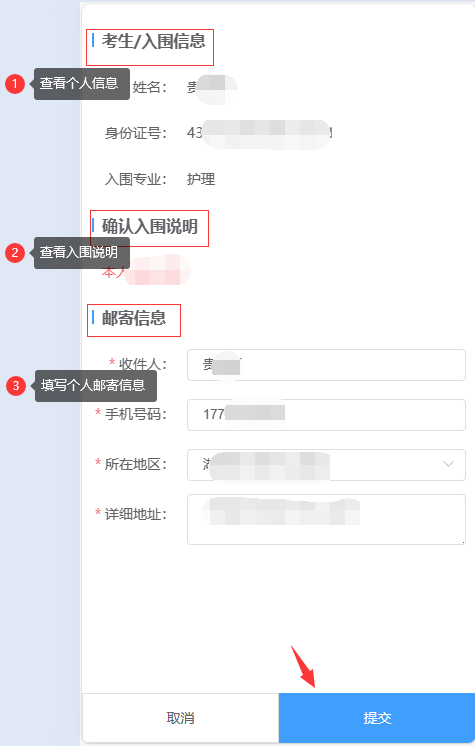 考生/入围信息
1 查看个人信息
姓名： 贵
身份证号： 43
入围专业： 护理
确认入围说明
2 查看入围说明
本人
邮寄信息
* 收件人： 贵
3 填写个人邮寄信息
* 手机号码： 177
* 所在地区： 湖
* 详细地址：
取消 提交